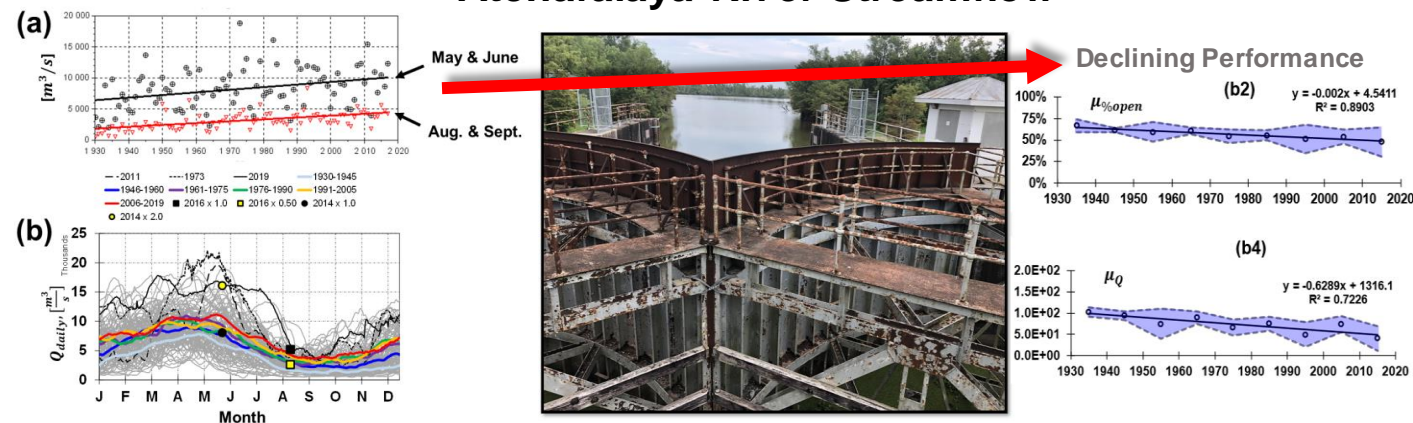 (a)
[m³/s]
20 000
15 000
10 000
5 000
0
1 930 1 940 1 950 1 960 1 970 1 980 1 990 2 000 2 010 2 020
May & June
Aug. & Sept.
2011 1973 2019 1930-1945
1946-1960 1961-1975 1976-1990 1991-2005
2006-2019 2016 x 1.0 2016 x 0.50 2014 x 1.0
2014 x 2.0
(b)
Q_daily, [m³/s]
Thousands
25
20
15
10
5
0
J F M A M J J A S O N D
Month
Declining Performance
(b2)
μ%open
y = -0.002x + 4.5411
R² = 0.8903
100%
75%
50%
25%
0%
1930 1940 1950 1960 1970 1980 1990 2000 2010 2020
(b4)
μQ
y = -0.6289x + 1316.1
R² = 0.7226
2.0E+02
1.5E+02
1.0E+02
5.0E+01
0.0E+00
1930 1940 1950 1960 1970 1980 1990 2000 2010 2020